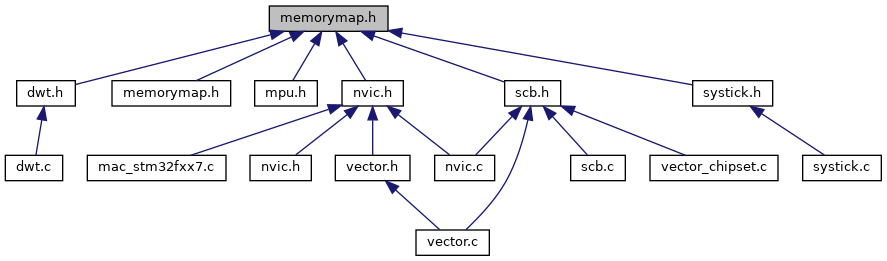 memorymap.h
dwt.h
memorymap.h
mpu.h
nvic.h
scb.h
systick.h
dwt.c
mac_stm32fxx7.c
nvic.h
vector.h
nvic.c
scb.c
vector_chipset.c
systick.c
vector.c